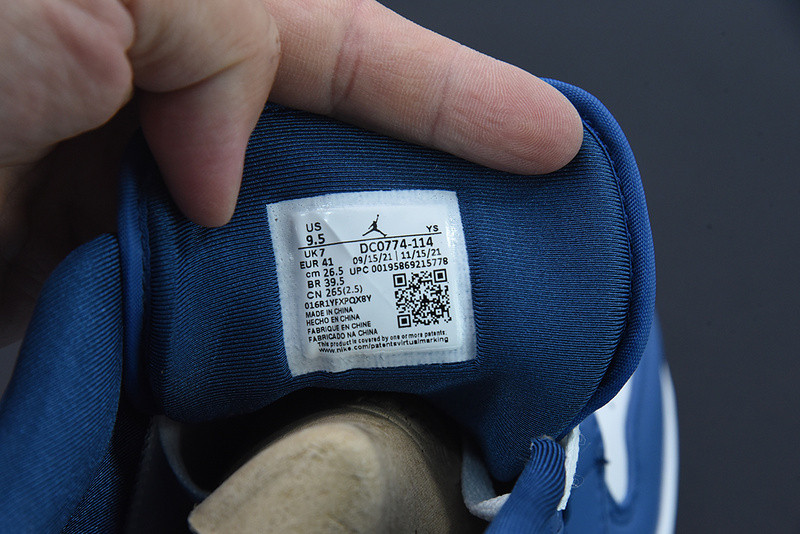 US
9.5
YS
UK 7
DC0774-114
EUR 41
09/15/21 | 11/15/21
cm 26.5
UPC 00195869215778
BR 39.5
CN 265(2.5)
016R1YFXPQX8Y
MADE IN CHINA
HECHO EN CHINA
FABRIQUE EN CHINE
FABRICADO NA CHINA
This product is covered by one or more patents.
www.nike.com/patentsvirtualmarking